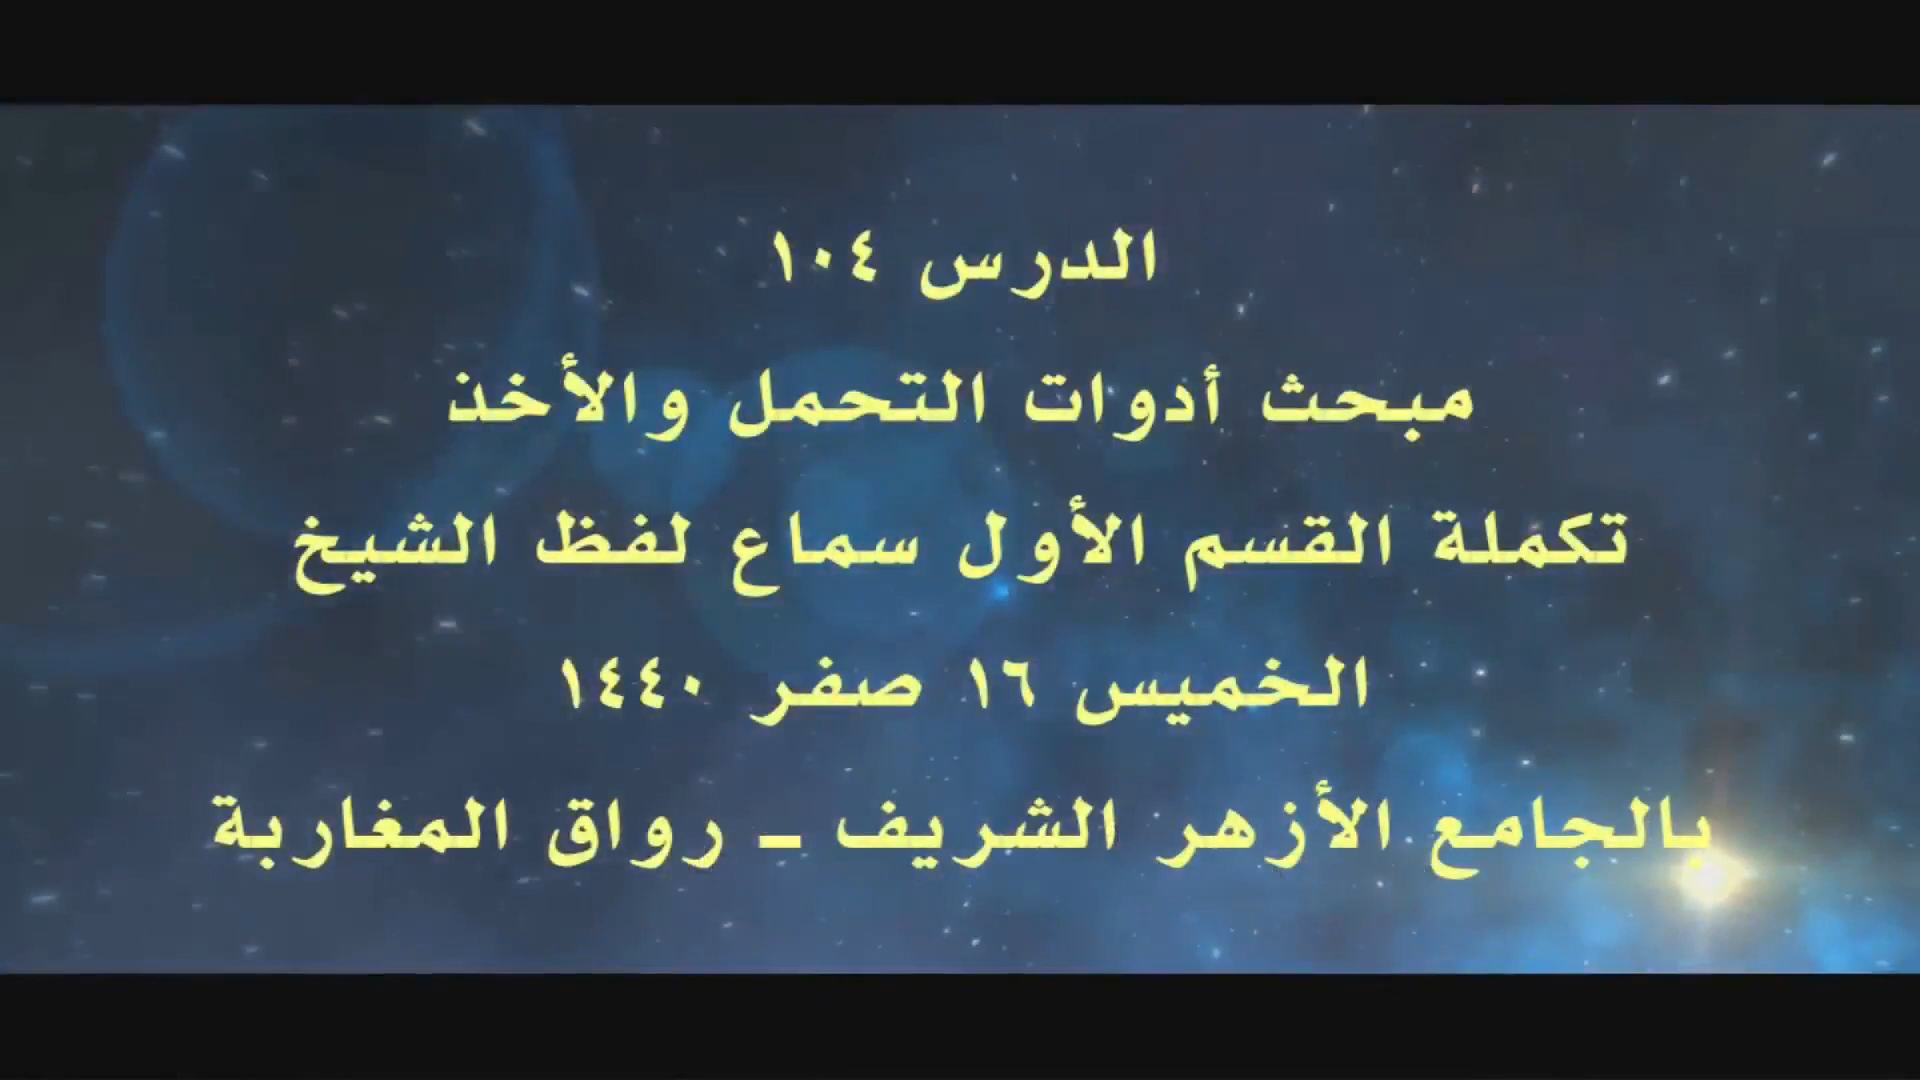 الدرس ١٠٤
مبحث أدوات التحمل والأخذ
تكملة القسم الأول سماع لفظ الشيخ
الخميس ١٦ صفر ١٤٤٠
بالجامع الأزهر الشريف - رواق المغاربة